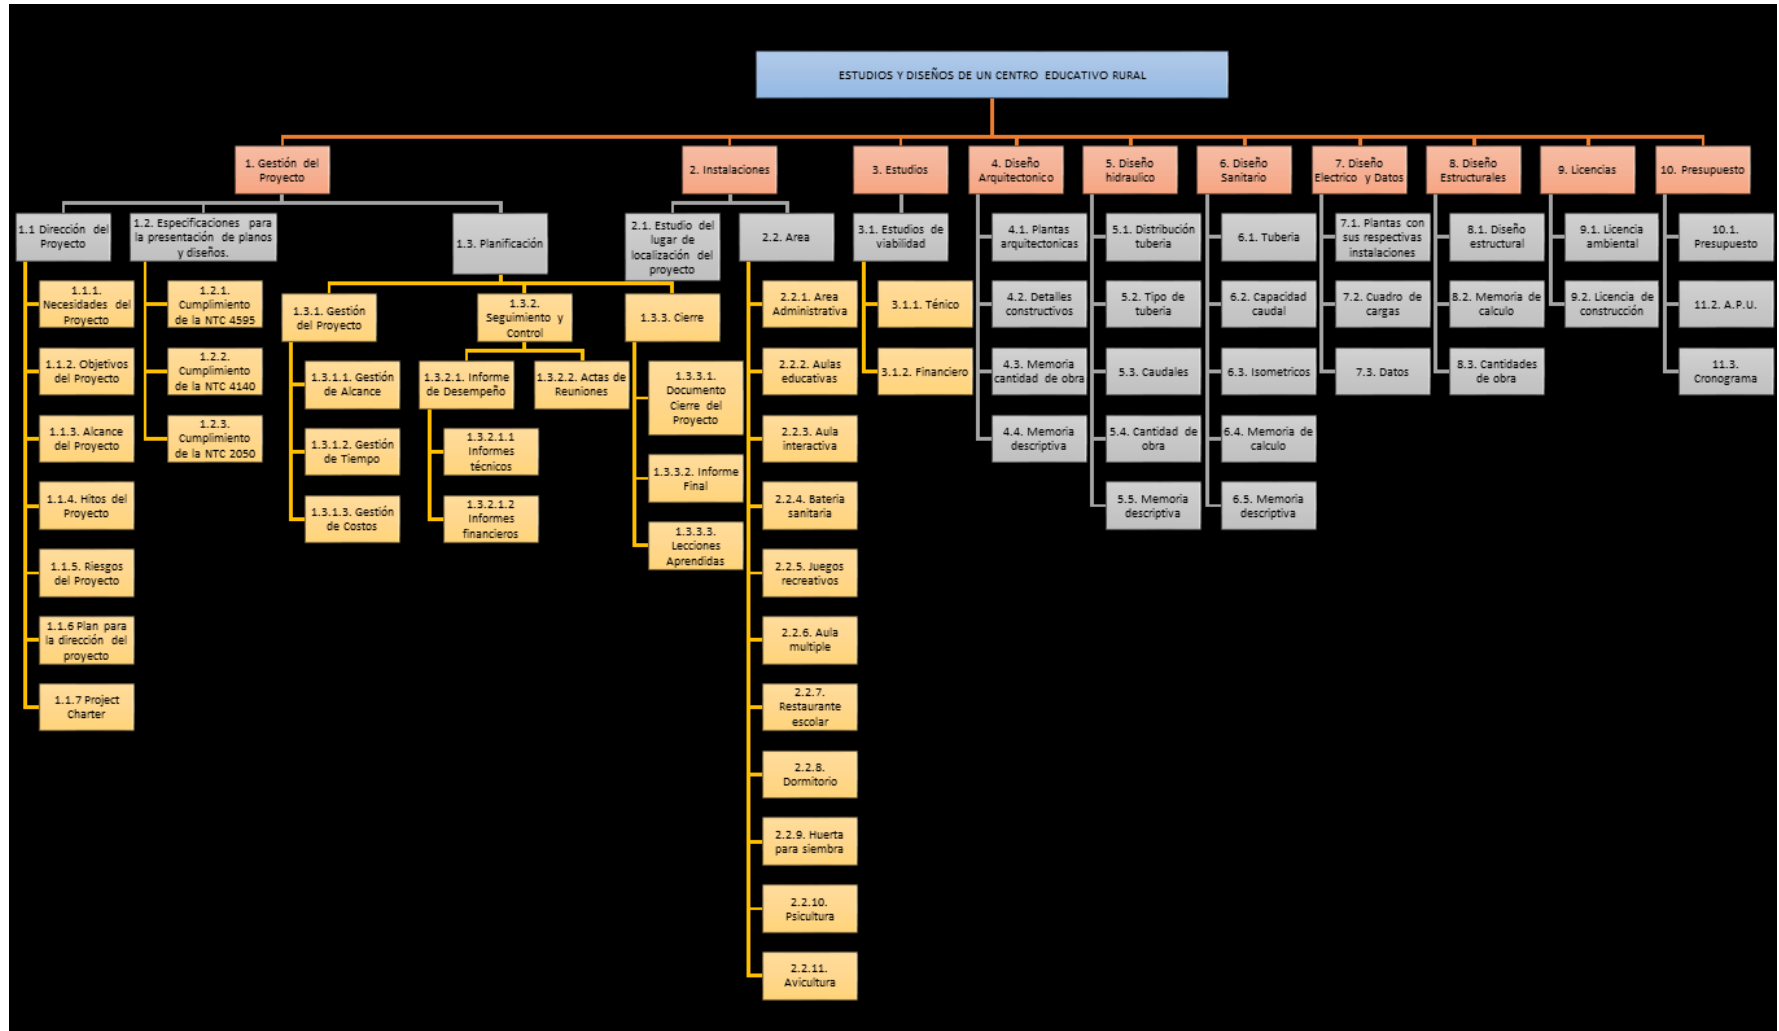 ESTUDIOS Y DISEÑOS DE UN CENTRO EDUCATIVO RURAL
1. Gestión del
Proyecto
2. Instalaciones
3. Estudios
4. Diseño
Arquitectonico
5. Diseño
hidraulico
6. Diseño
Sanitario
7. Diseño
Electrico y Datos
8. Diseño
Estructurales
9. Licencias
10. Presupuesto
1.1 Dirección del
Proyecto
1.2. Especificaciones para
la presentación de planos
y diseños.
1.3. Planificación
2.1. Estudio del
lugar de
localización del
proyecto
2.2. Area
3.1. Estudios de
viabilidad
4.1. Plantas
arquitectonicas
5.1. Distribución
tuberia
6.1. Tuberia
7.1. Plantas con
sus respectivas
instalaciones
8.1. Diseño
estructural
9.1. Licencia
ambiental
10.1.
Presupuesto
1.1.1.
Necesidades del
Proyecto
1.2.1.
Cumplimiento
de la NTC 4595
1.3.1. Gestión
del Proyecto
1.3.2.
Seguimiento y
Control
1.3.3. Cierre
2.2.1. Area
Administrativa
3.1.1. Ténico
4.2. Detalles
constructivos
5.2. Tipo de
tuberia
6.2. Capacidad
caudal
7.2. Cuadro de
cargas
8.2. Memoria de
calculo
9.2. Licencia de
construcción
11.2. A.P.U.
1.1.2. Objetivos
del Proyecto
1.2.2.
Cumplimiento
de la NTC 4140
1.3.1.1. Gestión
de Alcance
1.3.2.1. Informe
de Desempeño
1.3.2.2. Actas de
Reuniones
1.3.3.1.
Documento
Cierre del
Proyecto
2.2.2. Aulas
educativas
3.1.2. Financiero
4.3. Memoria
cantidad de obra
5.3. Caudales
6.3. Isometricos
7.3. Datos
8.3. Cantidades
de obra
11.3.
Cronograma
1.1.3. Alcance
del Proyecto
1.2.3.
Cumplimiento
de la NTC 2050
1.3.1.2. Gestión
de Tiempo
1.3.2.1.1
Informes
técnicos
1.3.3.2. Informe
Final
2.2.3. Aula
interactiva
4.4. Memoria
descriptiva
5.4. Cantidad de
obra
6.4. Memoria de
calculo
1.1.4. Hitos del
Proyecto
1.3.1.3. Gestión
de Costos
1.3.2.1.2
Informes
financieros
1.3.3.3.
Lecciones
Aprendidas
2.2.4. Bateria
sanitaria
5.5. Memoria
descriptiva
6.5. Memoria
descriptiva
1.1.5. Riesgos
del Proyecto
2.2.5. Juegos
recreativos
1.1.6 Plan para
la dirección del
proyecto
2.2.6. Aula
multiple
1.1.7 Project
Charter
2.2.7.
Restaurante
escolar
2.2.8.
Dormitorio
2.2.9. Huerta
para siembra
2.2.10.
Psicultura
2.2.11.
Avicultura